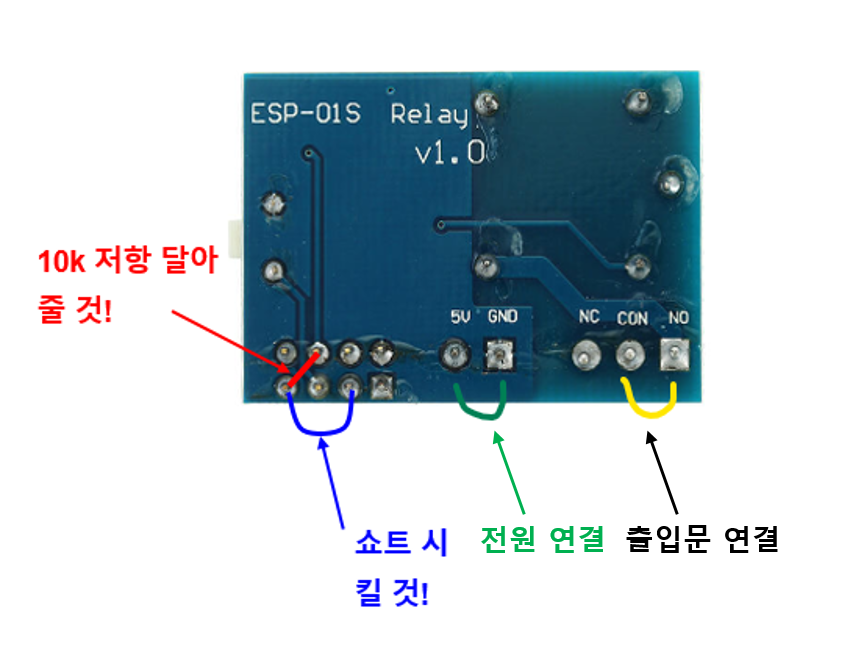 ESP-01S Relay
v1.0
10k 저항 달아
줄 것!
5V GND NC CON NO
쇼트 시
킬 것!
전원 연결
출입문 연결